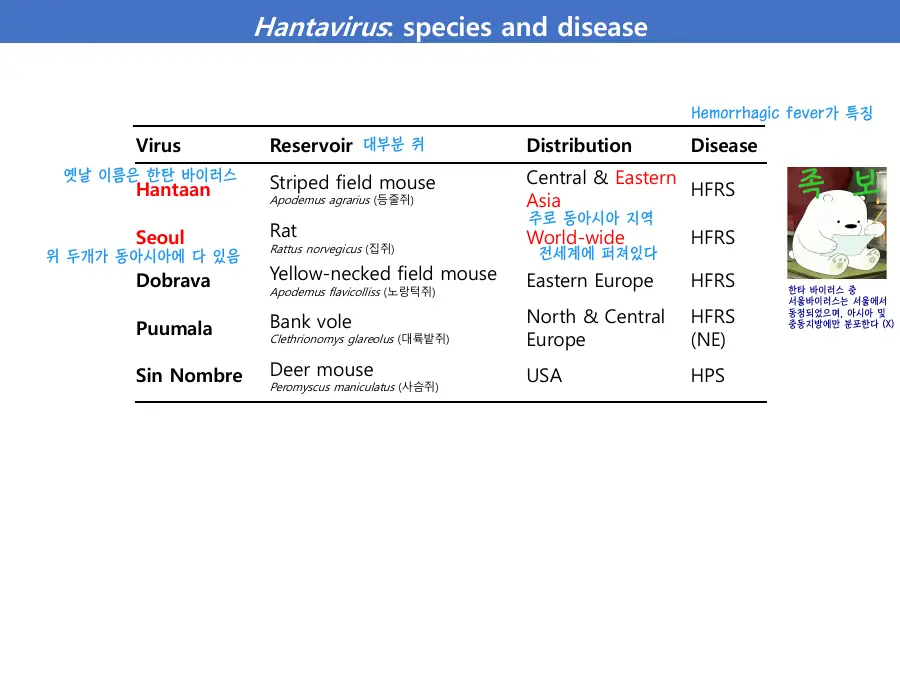 Hantavirus: species and disease
Hemorrhagic fever가 특징
Virus Reservoir 대부분 쥐 Distribution Disease
옛날 이름은 한탄 바이러스
Hantaan Striped field mouse Central & Eastern Asia HFRS
Apodemus agrarius (등줄쥐)
주로 동아시아 지역
Seoul Rat World-wide HFRS
Rattus norvegicus (집쥐)
위 두개가 동아시아에 다 있음
전세계에 퍼져있다
Dobrava Yellow-necked field mouse Eastern Europe HFRS
Apodemus flavicolliss (노랑턱쥐)
Puumala Bank vole North & Central Europe HFRS (NE)
Clethrionomys glareolus (대륙밭쥐)
Sin Nombre Deer mouse USA HPS
Peromyscus maniculatus (사슴쥐)
족 보
한타 바이러스 중
서울바이러스는 서울에서
동정되었으며, 아시아 및
중동지방에만 분포한다 (X)